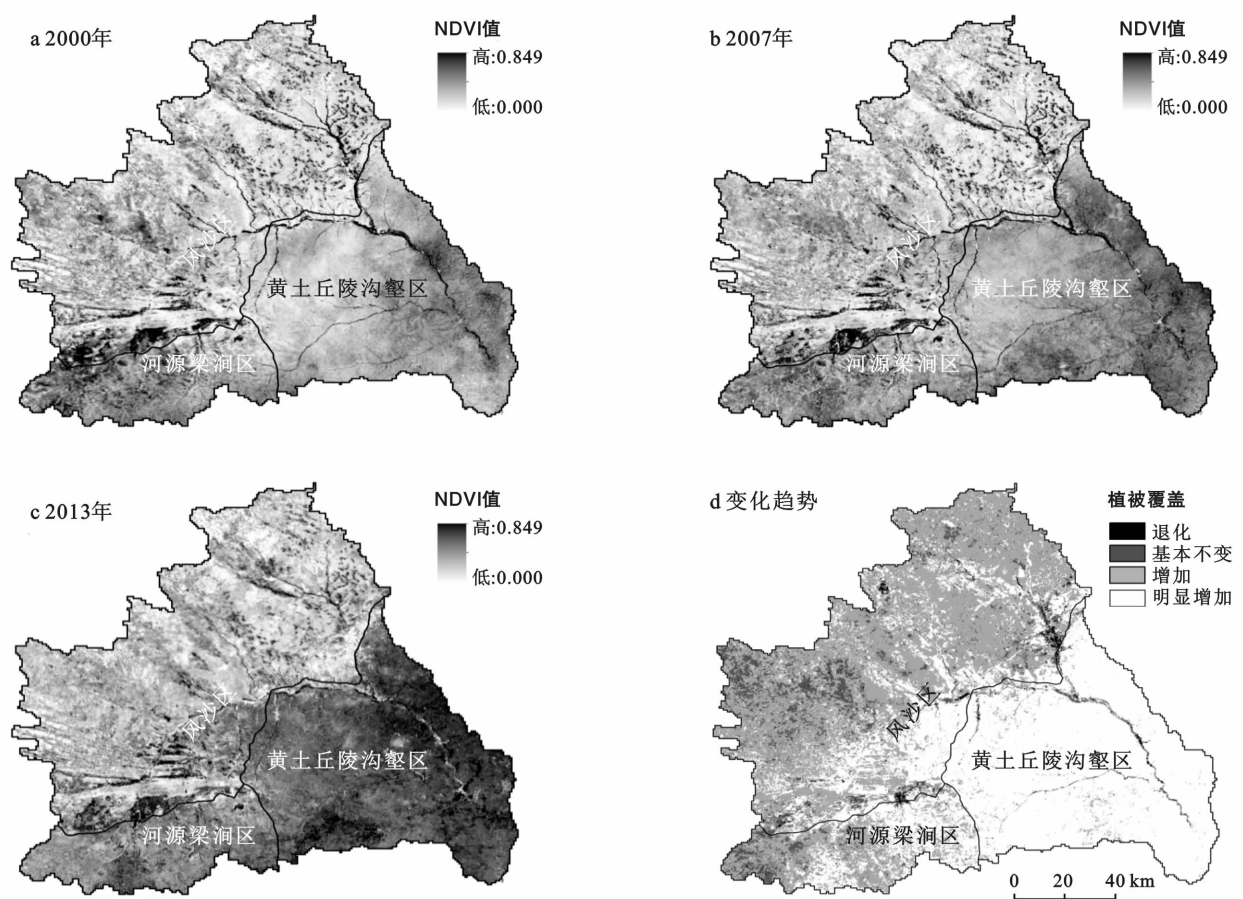 a 2000年
NDVI值
高:0.849
低:0.000
风沙区
黄土丘陵沟壑区
河源梁涧区
b 2007年
NDVI值
高:0.849
低:0.000
风沙区
黄土丘陵沟壑区
河源梁涧区
c 2013年
NDVI值
高:0.849
低:0.000
风沙区
黄土丘陵沟壑区
河源梁涧区
d 变化趋势
植被覆盖
退化
基本不变
增加
明显增加
风沙区
黄土丘陵沟壑区
河源梁涧区
0 20 40 km